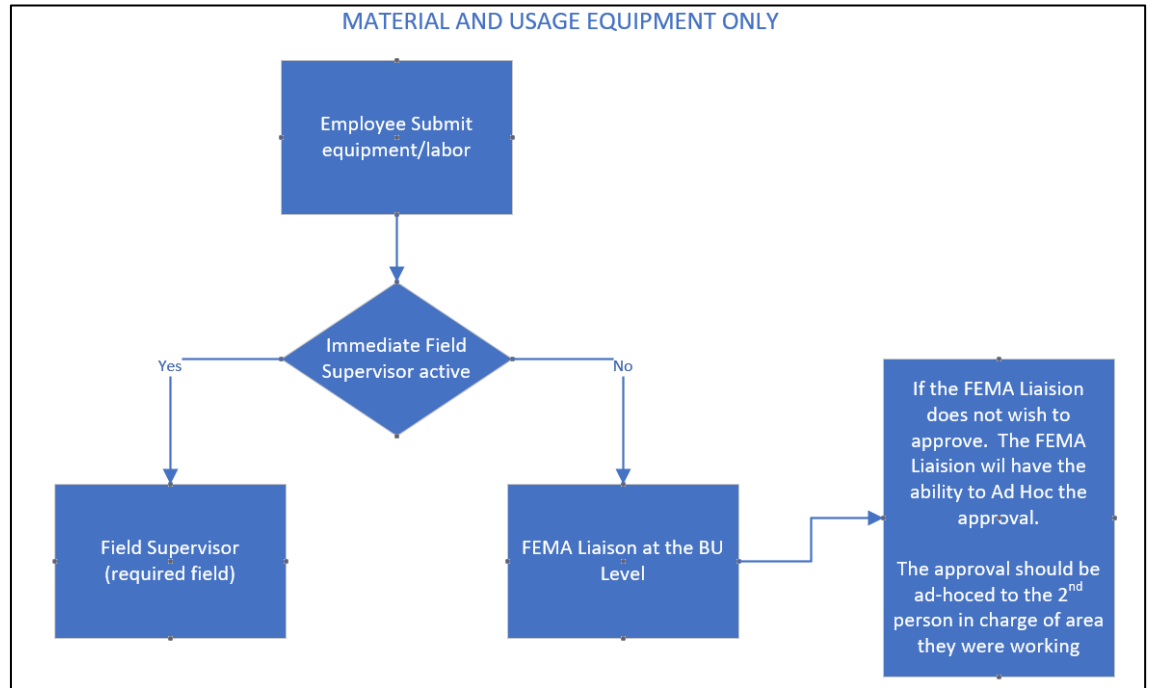 MATERIAL AND USAGE EQUIPMENT ONLY
Employee Submit
equipment/labor
Immediate Field
Supervisor active
Yes
No
Field Supervisor
(required field)
FEMA Liaison at the BU
Level
If the FEMA Liaision
does not wish to
approve. The FEMA
Liaision wil have the
ability to Ad Hoc the
approval.
The approval should be
ad-hoced to the 2nd
person in charge of area
they were working